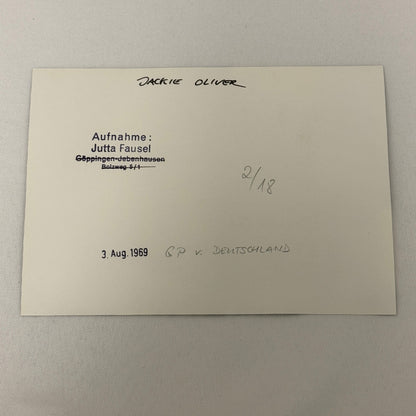 JACKIE OLIVER
Aufnahme:
Jutta Fausel
Göppingen-Jebenhausen
Bolzweg 5/1
2/18
3. Aug. 1969 GP v. DEUTSCHLAND